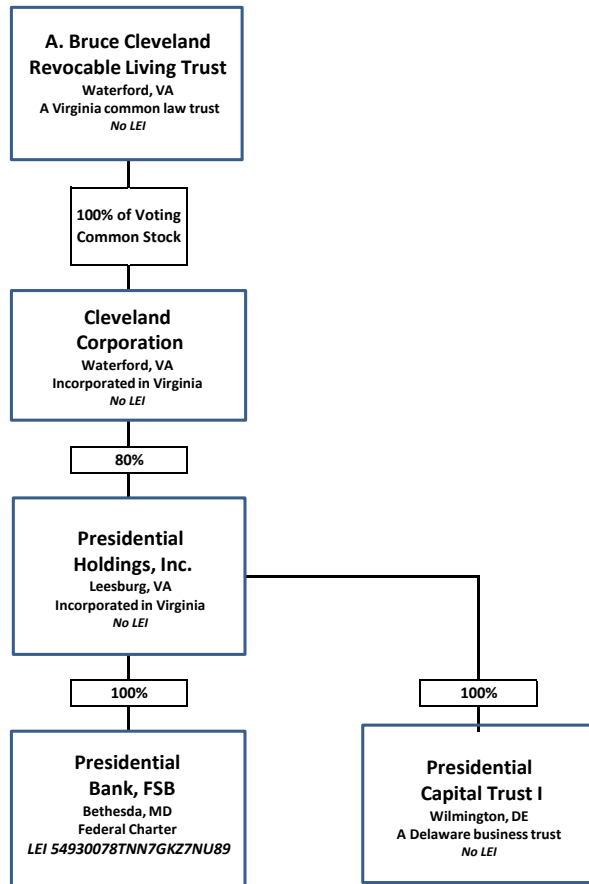 A. Bruce Cleveland
Revocable Living Trust
Waterford, VA
A Virginia common law trust
No LEI
100% of Voting
Common Stock
Cleveland
Corporation
Waterford, VA
Incorporated in Virginia
No LEI
80%
Presidential
Holdings, Inc.
Leesburg, VA
Incorporated in Virginia
No LEI
100%
100%
Presidential
Bank, FSB
Bethesda, MD
Federal Charter
LEI 54930078TNN7GKZ7NU89
Presidential
Capital Trust I
Wilmington, DE
A Delaware business trust
No LEI